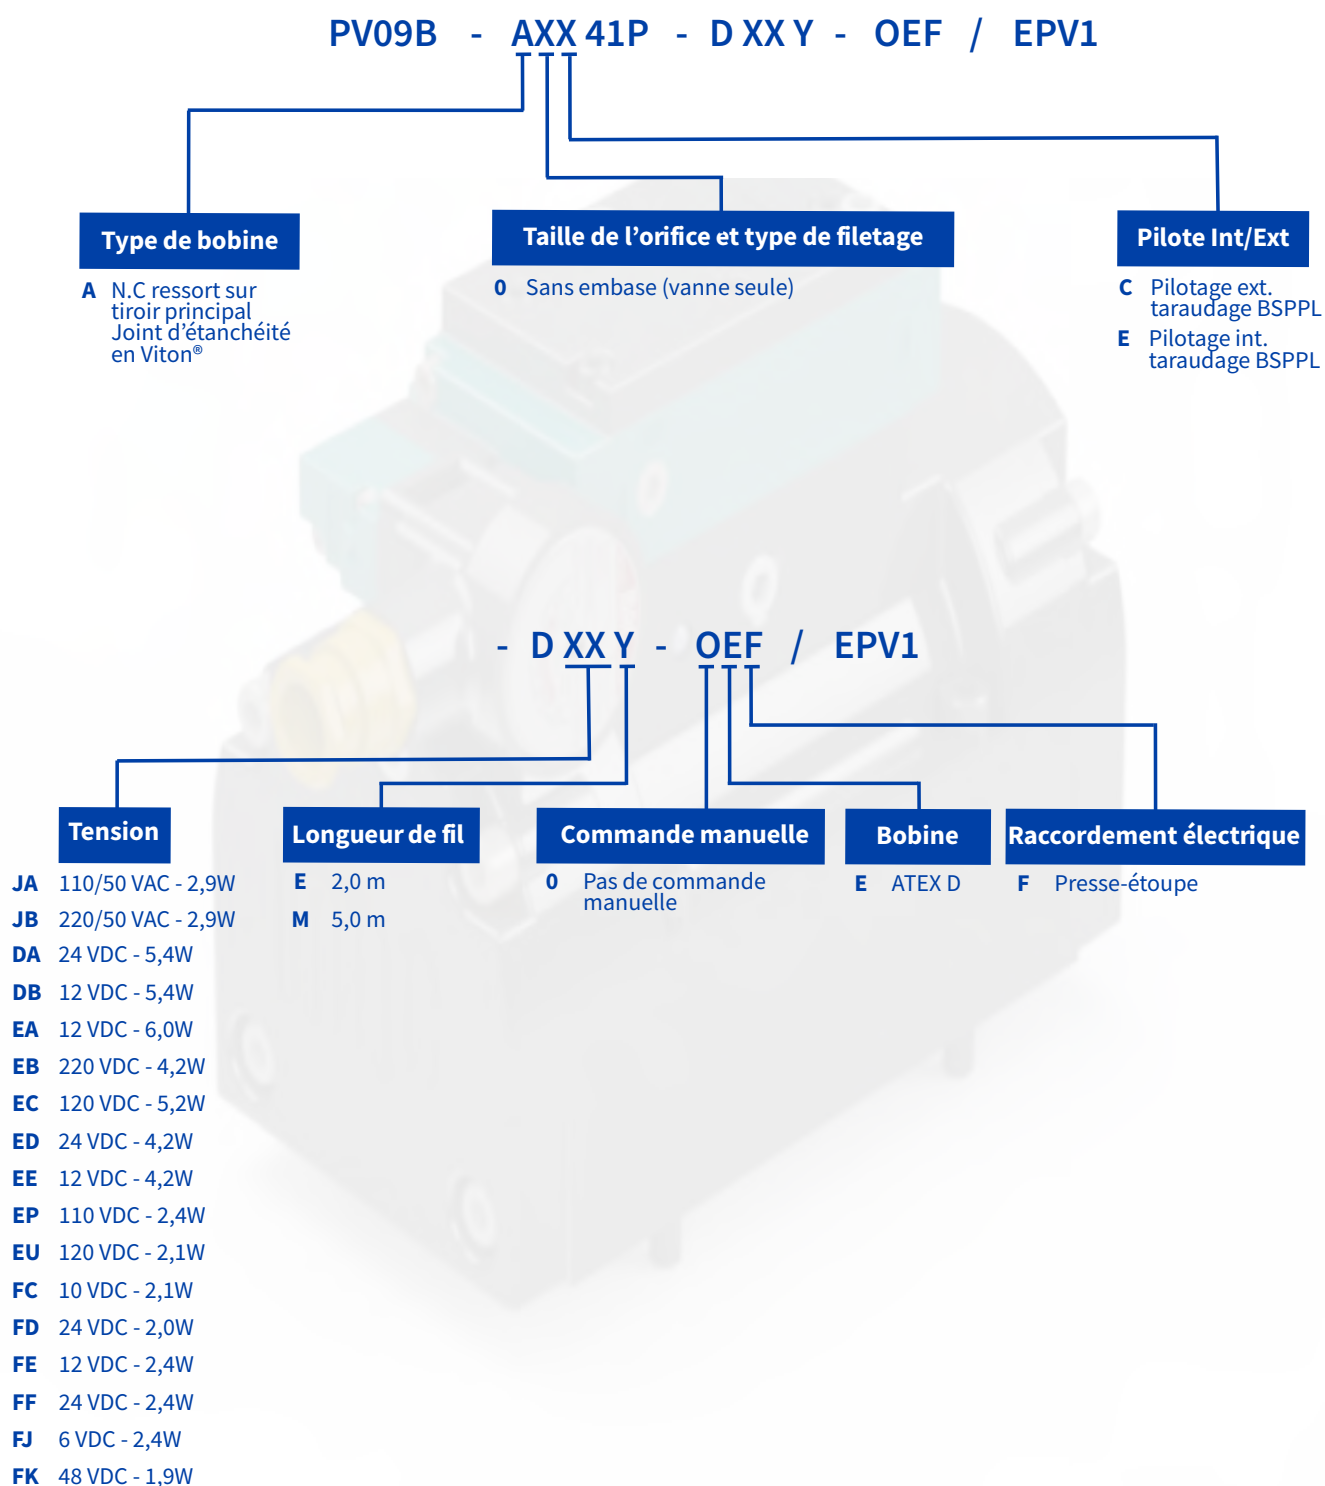 PV09B - AXX 41P - D XX Y - OEF / EPV1
Type de bobine
A N.C ressort sur
tiroir principal
Joint d’étanchéité
en Viton®
Taille de l’orifice et type de filetage
0 Sans embase (vanne seule)
Pilote Int/Ext
C Pilotage ext.
taraudage BSPPL
E Pilotage int.
taraudage BSPPL
- D XX Y - OEF / EPV1
Tension
JA 110/50 VAC - 2,9W
JB 220/50 VAC - 2,9W
DA 24 VDC - 5,4W
DB 12 VDC - 5,4W
EA 12 VDC - 6,0W
EB 220 VDC - 4,2W
EC 120 VDC - 5,2W
ED 24 VDC - 4,2W
EE 12 VDC - 4,2W
EP 110 VDC - 2,4W
EU 120 VDC - 2,1W
FC 10 VDC - 2,1W
FD 24 VDC - 2,0W
FE 12 VDC - 2,4W
FF 24 VDC - 2,4W
FJ 6 VDC - 2,4W
FK 48 VDC - 1,9W
Longueur de fil
E 2,0 m
M 5,0 m
Commande manuelle
0 Pas de commande
manuelle
Bobine
E ATEX D
Raccordement électrique
F Presse-étoupe